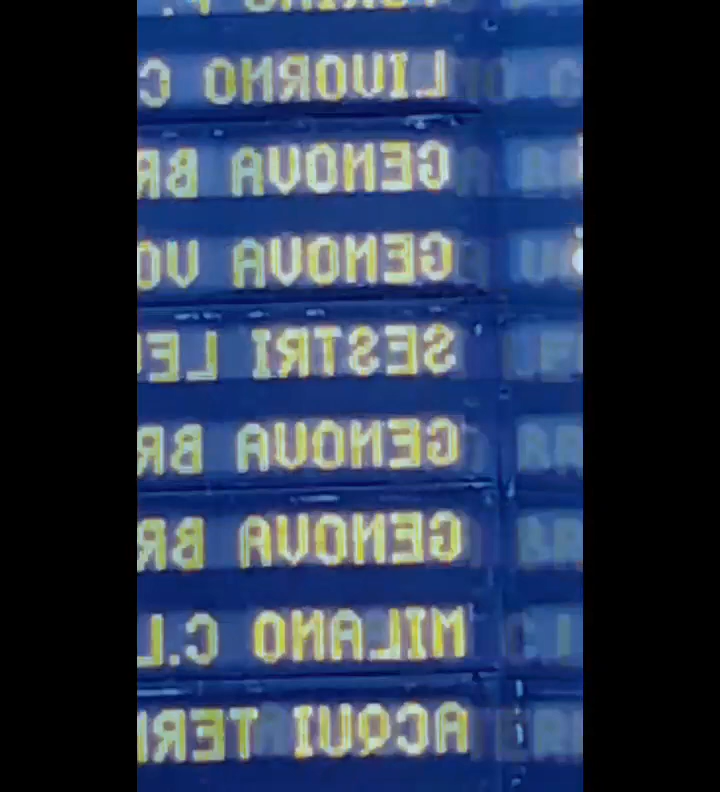 LIVORNO C
GENOVA BR
GENOVA VO
SESTRI LE
GENOVA BR
GENOVA BR
MILANO C.L
ACQUI TER